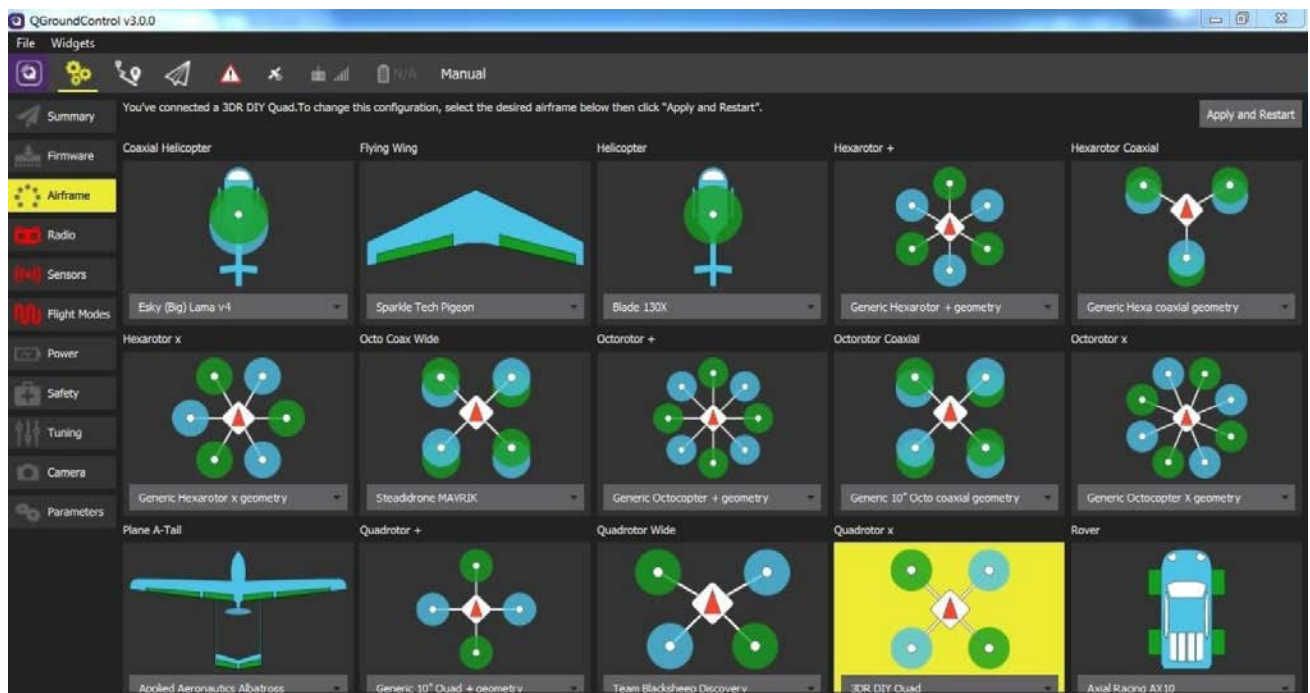 QGroundControl v3.0.0
File Widgets
N/A Manual
You've connected a 3DR DIY Quad.To change this configuration, select the desired airframe below then click "Apply and Restart".
Apply and Restart
Summary
Firmware
Airframe
Radio
Sensors
Flight Modes
Power
Safety
Tuning
Camera
Parameters
Coaxial Helicopter
Flying Wing
Helicopter
Hexarotor +
Hexarotor Coaxial
Esky (Big) Lama v4
Sparkle Tech Pigeon
Blade 130X
Generic Hexarotor + geometry
Generic Hexa coaxial geometry
Hexarotor x
Octo Coax Wide
Octorotor +
Octorotor Coaxial
Octorotor x
Generic Hexarotor x geometry
Steadidrone MAVRIK
Generic Octocopter + geometry
Generic 10" Octo coaxial geometry
Generic Octocopter X geometry
Plane A-Tail
Quadrotor +
Quadrotor Wide
Quadrotor x
Rover
Applied Aeronautics Albatross
Generic 10" Quad + geometry
Team Blacksheep Discovery
3DR DIY Quad
Axial Racing AX10